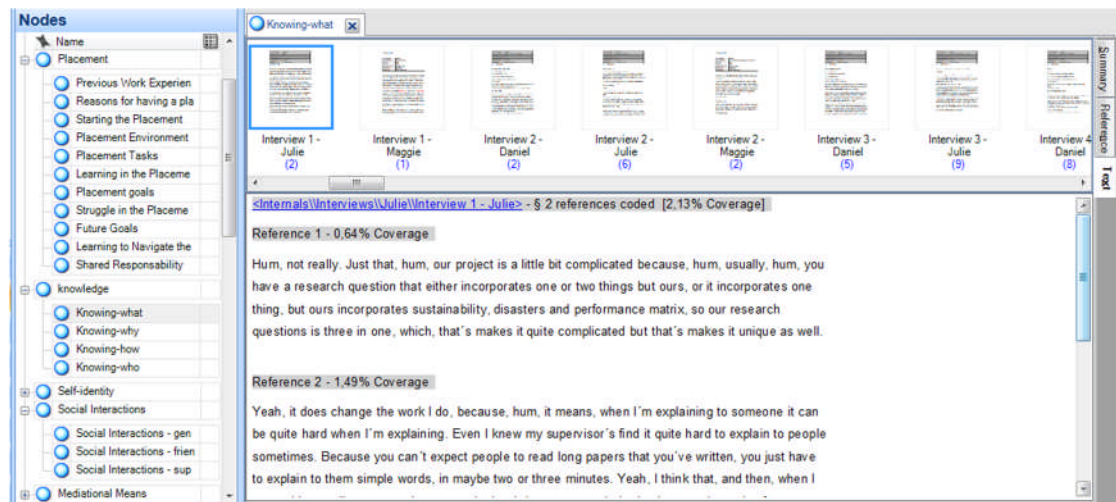 Nodes
Name
Placement
Previous Work Experien
Reasons for having a pla
Starting the Placement
Placement Environment
Placement Tasks
Learning in the Placeme
Placement goals
Struggle in the Placeme
Future Goals
Learning to Navigate the
Shared Responsability
knowledge
Knowing-what
Knowing-why
Knowing-how
Knowing-who
Self-identity
Social Interactions
Social Interactions - gen
Social Interactions - frien
Social Interactions - sup
Mediational Means
Knowing-what
Interview 1 -
Julie
(2)
Interview 1 -
Maggie
(1)
Interview 2 -
Daniel
(2)
Interview 2 -
Julie
(6)
Interview 2 -
Maggie
(2)
Interview 3 -
Daniel
(5)
Interview 3 -
Julie
(9)
Interview 4
Daniel
(8)
Summary
Reference
Text
<Internals\\Interviews\\Julie\\Interview 1 - Julie> - § 2 references coded [2,13% Coverage]
Reference 1 - 0,64% Coverage
Hum, not really. Just that, hum, our project is a little bit complicated because, hum, usually, hum, you
have a research question that either incorporates one or two things but ours, or it incorporates one
thing, but ours incorporates sustainability, disasters and performance matrix, so our research
questions is three in one, which, that´s makes it quite complicated but that´s makes it unique as well.
Reference 2 - 1,49% Coverage
Yeah, it does change the work I do, because, hum, it means, when I´m explaining to someone it can
be quite hard when I´m explaining. Even I knew my supervisor´s find it quite hard to explain to people
sometimes. Because you can´t expect people to read long papers that you´ve written, you just have
to explain to them simple words, in maybe two or three minutes. Yeah, I think that, and then, when I